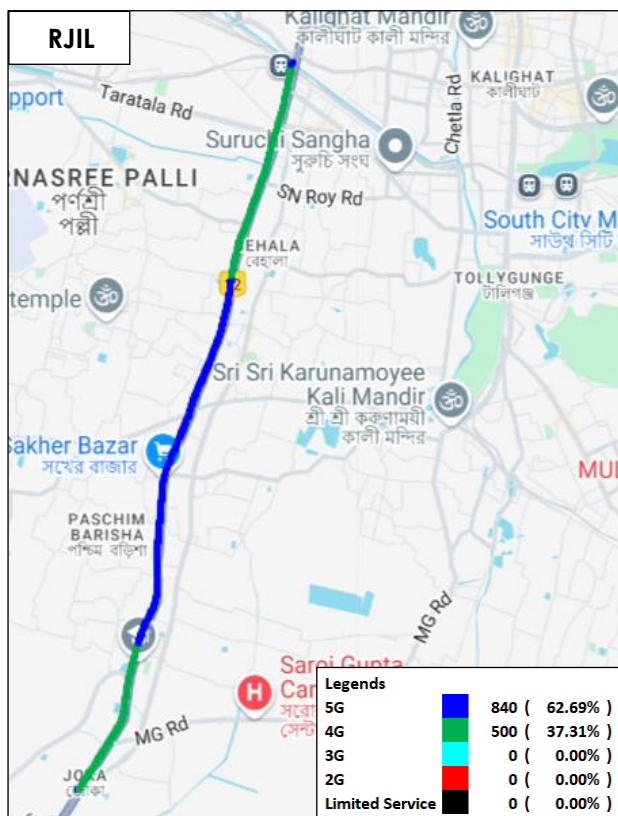 RJIL
Kalighat Mandir
কালীঘাট কালী মন্দির
KALIGHAT
কালীঘাট
Taratala Rd
Chetla Rd
Suruchi Sangha
সুরুচি সংঘ
RNASREE PALLI
পর্ণশ্রী
পল্লী
SN Roy Rd
South City M
সাউথ সিটি
BEHALA
বেহালা
12
TOLLYGUNGE
টালিগঞ্জ
temple
Sri Sri Karunamoyee
Kali Mandir
শ্রী শ্রী করুণাময়ী
কালী মন্দির
Sakher Bazar
সখের বাজার
MUL
PASCHIM
BARISHA
পশ্চিম বড়িশা
MG Rd
Saroj Gupta
MG Rd
JOKA
জোকা
Legends
5G 840 ( 62.69% )
4G 500 ( 37.31% )
3G 0 ( 0.00% )
2G 0 ( 0.00% )
Limited Service 0 ( 0.00% )